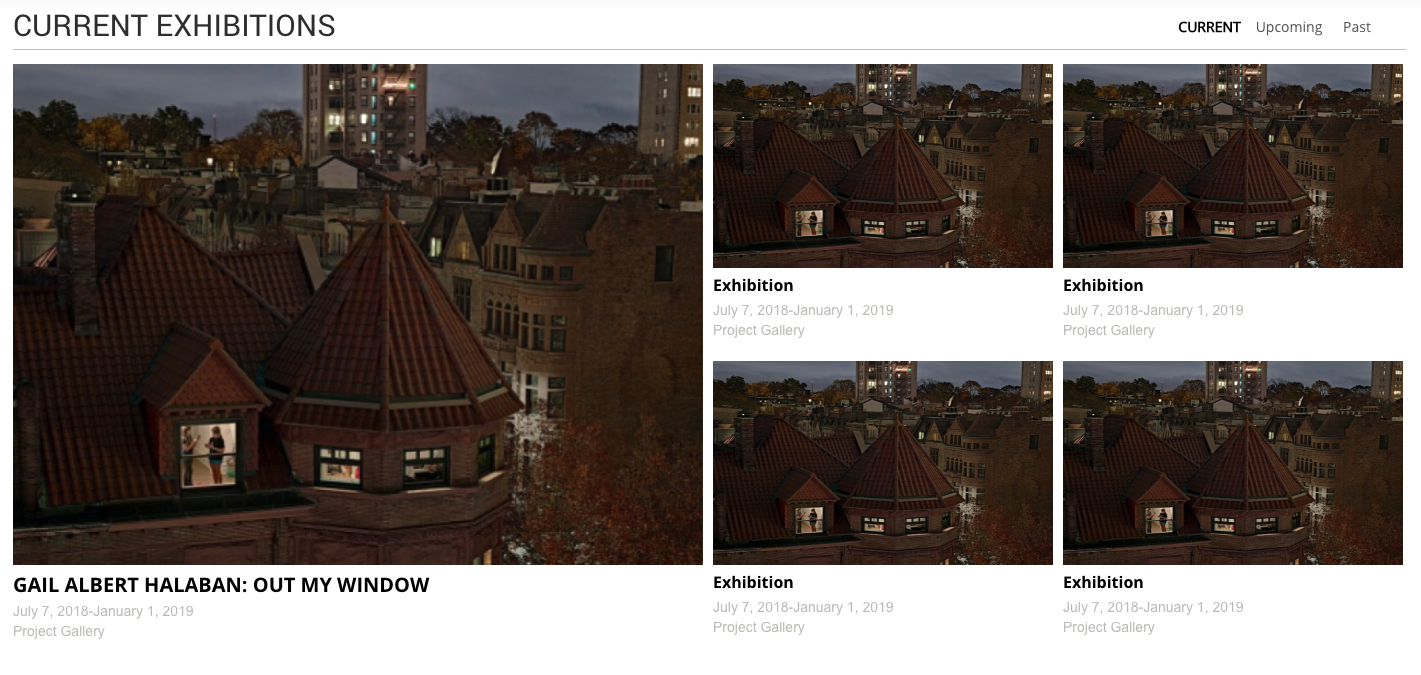 CURRENT EXHIBITIONS
CURRENT Upcoming Past
GAIL ALBERT HALABAN: OUT MY WINDOW
July 7, 2018-January 1, 2019
Project Gallery
Exhibition
July 7, 2018-January 1, 2019
Project Gallery
Exhibition
July 7, 2018-January 1, 2019
Project Gallery
Exhibition
July 7, 2018-January 1, 2019
Project Gallery
Exhibition
July 7, 2018-January 1, 2019
Project Gallery